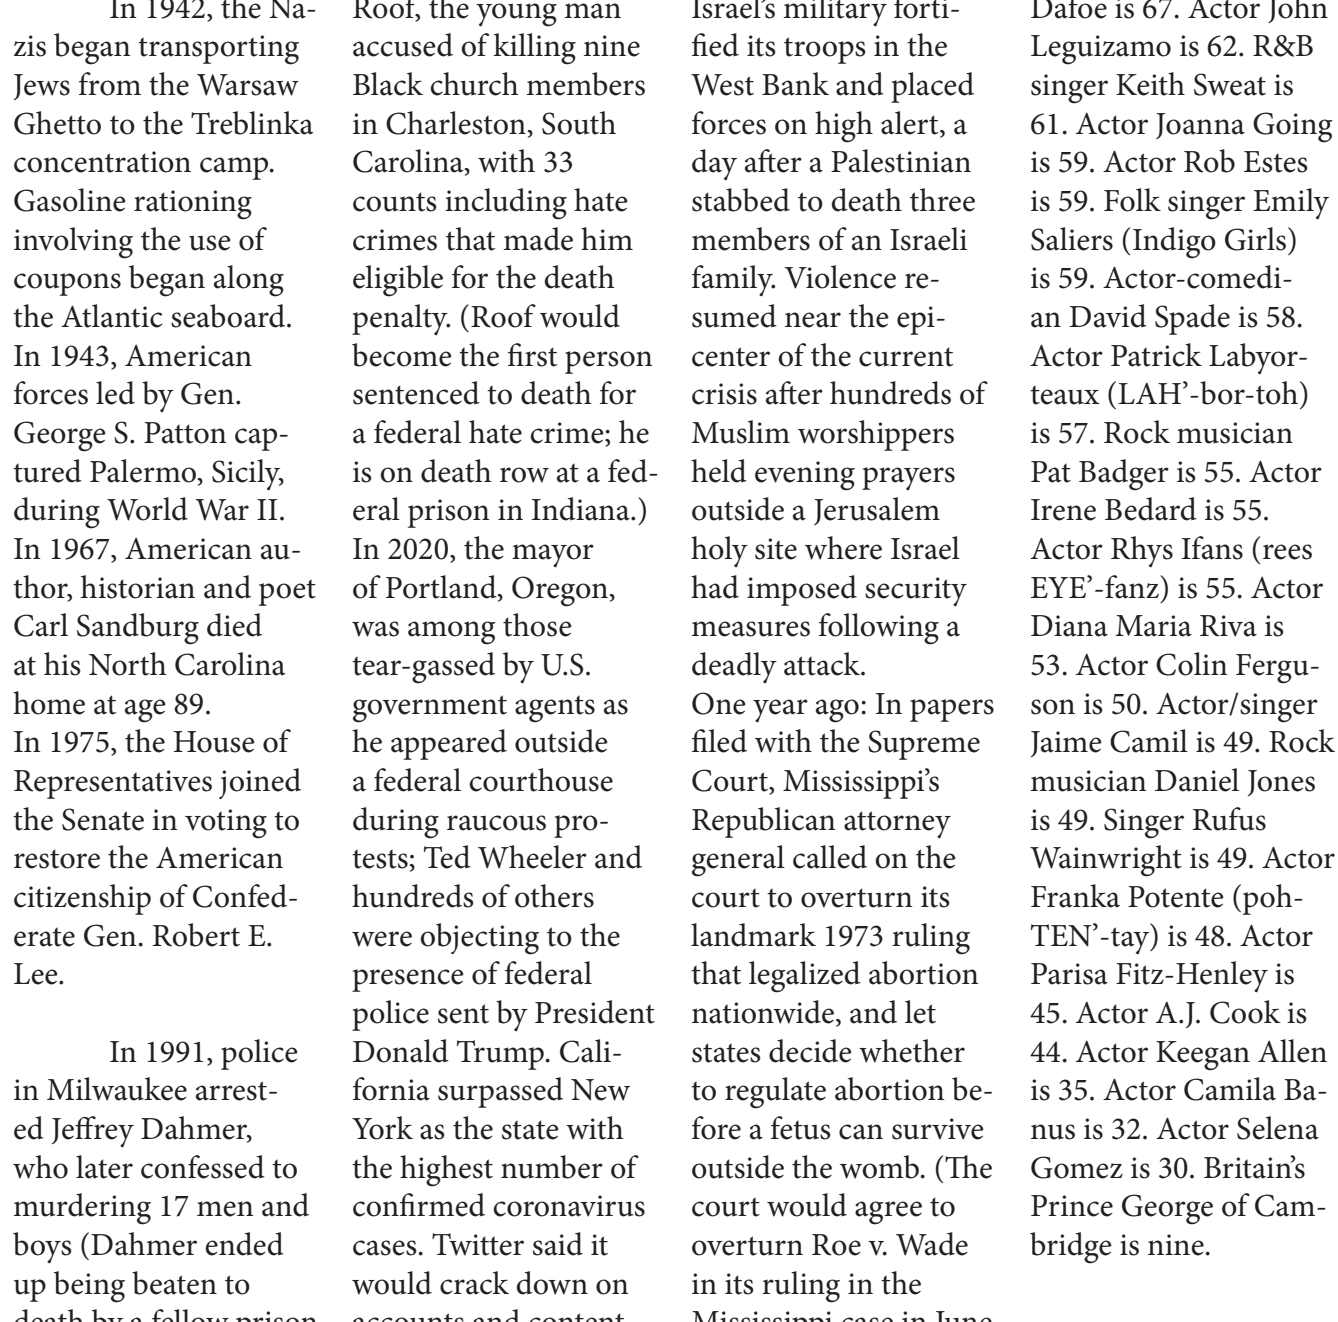 In 1942, the Na-
zis began transporting
Jews from the Warsaw
Ghetto to the Treblinka
concentration camp.
Gasoline rationing
involving the use of
coupons began along
the Atlantic seaboard.
In 1943, American
forces led by Gen.
George S. Patton cap-
tured Palermo, Sicily,
during World War II.
In 1967, American au-
thor, historian and poet
Carl Sandburg died
at his North Carolina
home at age 89.
In 1975, the House of
Representatives joined
the Senate in voting to
restore the American
citizenship of Confed-
erate Gen. Robert E.
Lee.
In 1991, police
in Milwaukee arrest-
ed Jeffrey Dahmer,
who later confessed to
murdering 17 men and
boys (Dahmer ended
up being beaten to
death by a fellow prison
Roof, the young man
accused of killing nine
Black church members
in Charleston, South
Carolina, with 33
counts including hate
crimes that made him
eligible for the death
penalty. (Roof would
become the first person
sentenced to death for
a federal hate crime; he
is on death row at a fed-
eral prison in Indiana.)
In 2020, the mayor
of Portland, Oregon,
was among those
tear-gassed by U.S.
government agents as
he appeared outside
a federal courthouse
during raucous pro-
tests; Ted Wheeler and
hundreds of others
were objecting to the
presence of federal
police sent by President
Donald Trump. Cali-
fornia surpassed New
York as the state with
the highest number of
confirmed coronavirus
cases. Twitter said it
would crack down on
accounts and content
Israel's military forti-
fied its troops in the
West Bank and placed
forces on high alert, a
day after a Palestinian
stabbed to death three
members of an Israeli
family. Violence re-
sumed near the epi-
center of the current
crisis after hundreds of
Muslim worshippers
held evening prayers
outside a Jerusalem
holy site where Israel
had imposed security
measures following a
deadly attack.
One year ago: In papers
filed with the Supreme
Court, Mississippi's
Republican attorney
general called on the
court to overturn its
landmark 1973 ruling
that legalized abortion
nationwide, and let
states decide whether
to regulate abortion be-
fore a fetus can survive
outside the womb. (The
court would agree to
overturn Roe v. Wade
in its ruling in the
Mississippi case in June
Dafoe is 67. Actor John
Leguizamo is 62. R&B
singer Keith Sweat is
61. Actor Joanna Going
is 59. Actor Rob Estes
is 59. Folk singer Emily
Saliers (Indigo Girls)
is 59. Actor-comedi-
an David Spade is 58.
Actor Patrick Labyor-
teaux (LAH'-bor-toh)
is 57. Rock musician
Pat Badger is 55. Actor
Irene Bedard is 55.
Actor Rhys Ifans (rees
EYE'-fanz) is 55. Actor
Diana Maria Riva is
53. Actor Colin Fergu-
son is 50. Actor/singer
Jaime Camil is 49. Rock
musician Daniel Jones
is 49. Singer Rufus
Wainwright is 49. Actor
Franka Potente (poh-
TEN'-tay) is 48. Actor
Parisa Fitz-Henley is
45. Actor A.J. Cook is
44. Actor Keegan Allen
is 35. Actor Camila Ba-
nus is 32. Actor Selena
Gomez is 30. Britain's
Prince George of Cam-
bridge is nine.